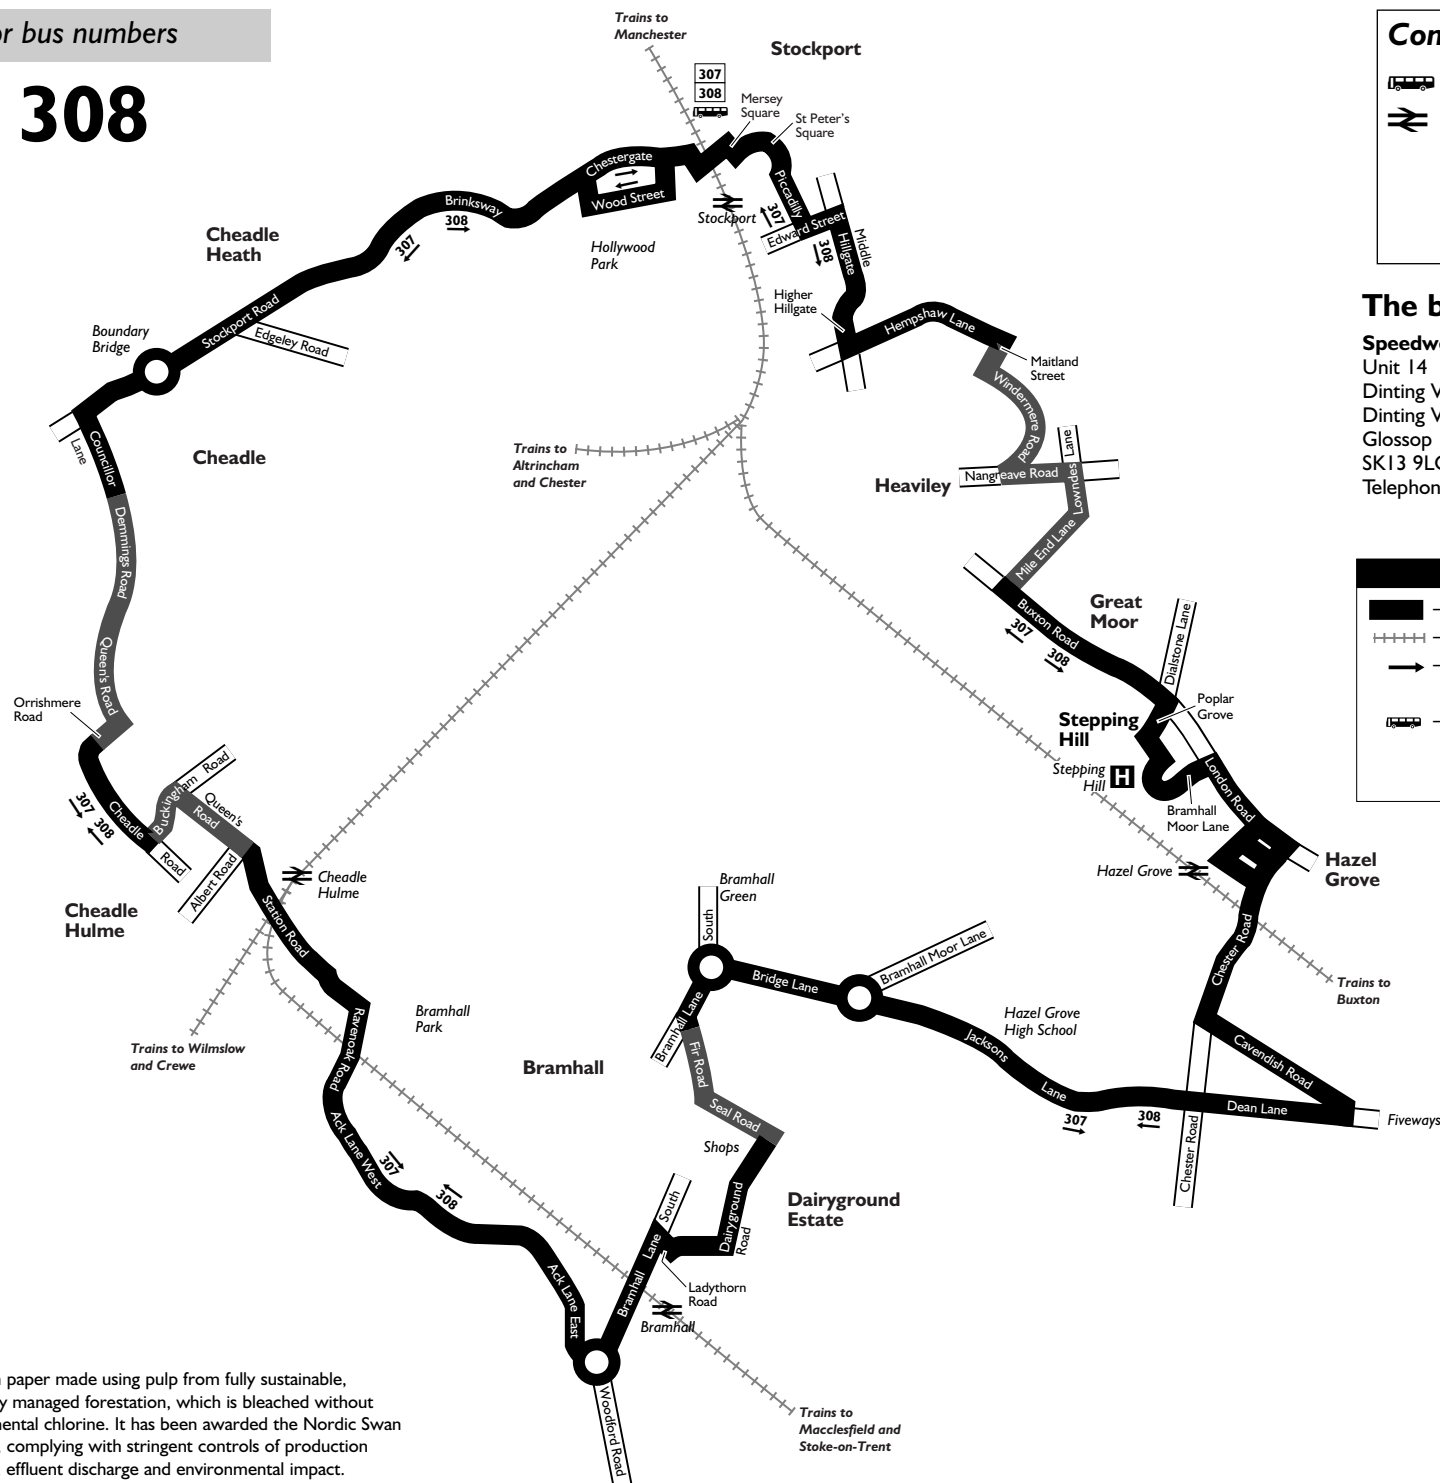 or bus numbers
308
Trains to
Manchester
Stockport
307
308
Mersey
Square
St Peter's
Square
Chestergate
Wood Street
Brinksway
308
307
Stockport
Piccadilly
307
Edward Street
308
Middle
Hillgate
Hollywood
Park
Cheadle
Heath
Higher
Hillgate
Hempshaw Lane
Maitland
Street
Boundary
Bridge
Stockport Road
Edgeley Road
Windermere Road
Councillor
Lane
Cheadle
Trains to
Altrincham
and Chester
Heaviley
Nangreave Road
Lowndes
Lane
Demmings Road
Mile End Lane
Great
Moor
Buxton Road
307
308
Dialstone Lane
Queen's Road
Orrishmere
Road
Poplar
Grove
Stepping
Hill
Stepping
Hill
H
London Road
Bramhall
Moor Lane
Cheadle
Road
307
308
Buckingham Road
Queen's
Road
Albert Road
Cheadle
Hulme
Cheadle
Hulme
Station Road
Hazel Grove
Hazel
Grove
Bramhall
Green
South
Bramhall Lane
Bridge Lane
Bramhall Moor Lane
Chester Road
Trains to
Buxton
Hazel Grove
High School
Jacksons
Lane
Cavendish Road
Dean Lane
Fiveways
307
308
Chester Road
Trains to Wilmslow
and Crewe
Bramhall
Park
Ravenoak Road
Bramhall
Fir Road
Seal Road
Shops
Ack Lane West
307
308
Dairyground
Road
Dairyground
Estate
South
Bramhall Lane
Ladythorn
Road
Bramhall
Ack Lane East
Woodford Road
Trains to
Macclesfield and
Stoke-on-Trent
Con
The b
Speedwe
Unit 14
Dinting V
Dinting V
Glossop
SK13 9LG
Telephon
paper made using pulp from fully sustainable,
y managed forestation, which is bleached without
mental chlorine. It has been awarded the Nordic Swan
, complying with stringent controls of production
effluent discharge and environmental impact.